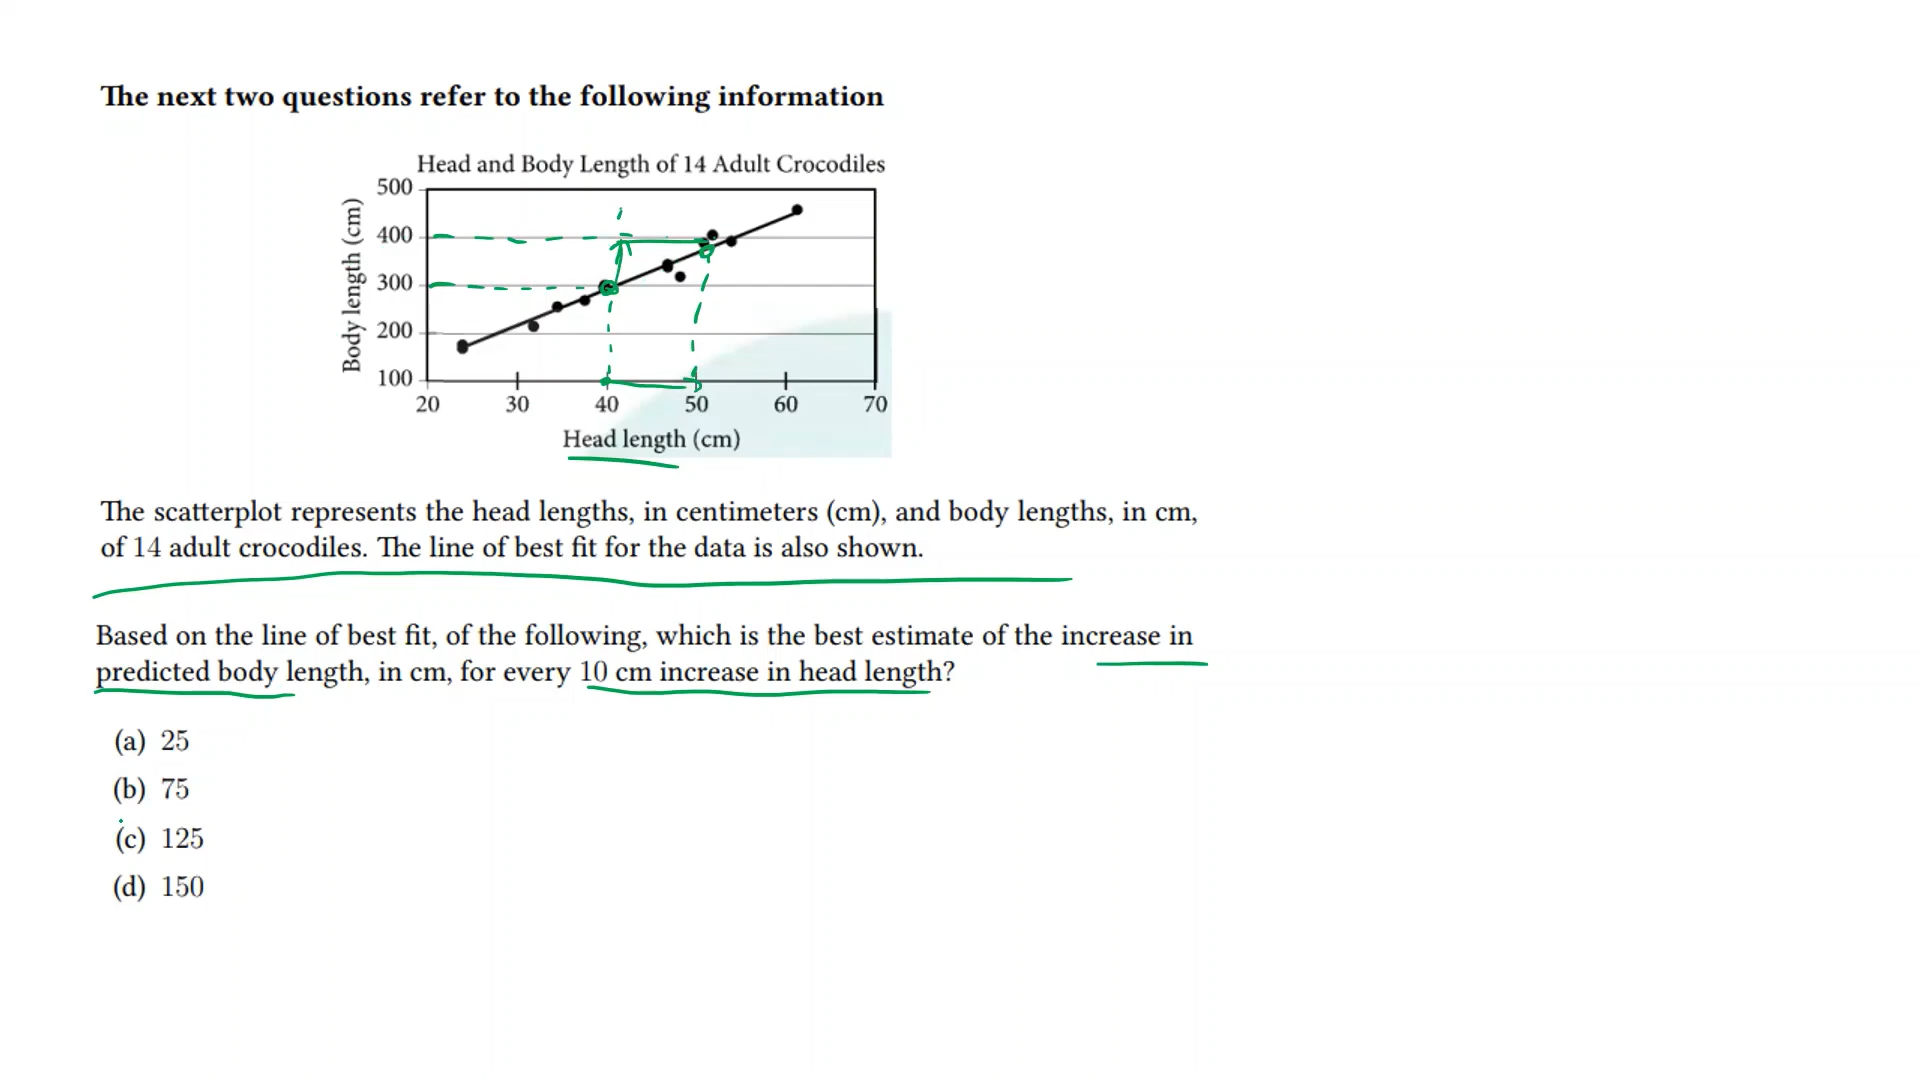 The next two questions refer to the following information
Head and Body Length of 14 Adult Crocodiles
Body length (cm)
500
400
300
200
100
20 30 40 50 60 70
Head length (cm)
The scatterplot represents the head lengths, in centimeters (cm), and body lengths, in cm,
of 14 adult crocodiles. The line of best fit for the data is also shown.
Based on the line of best fit, of the following, which is the best estimate of the increase in
predicted body length, in cm, for every 10 cm increase in head length?
(a) 25
(b) 75
(c) 125
(d) 150